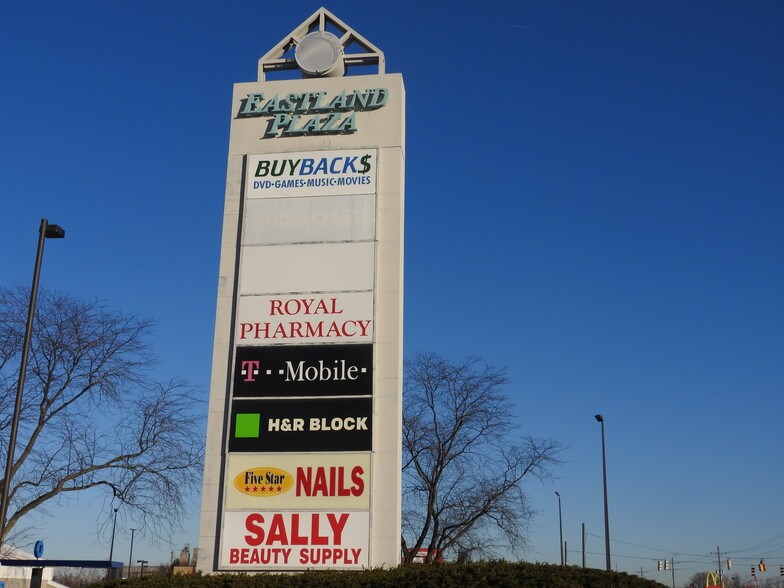 EASTLAND
PLAZA
BUYBACK$
DVD·GAMES·MUSIC·MOVIES
ROYAL
PHARMACY
T··Mobile·
H&R BLOCK
Five Star
NAILS
SALLY
BEAUTY SUPPLY